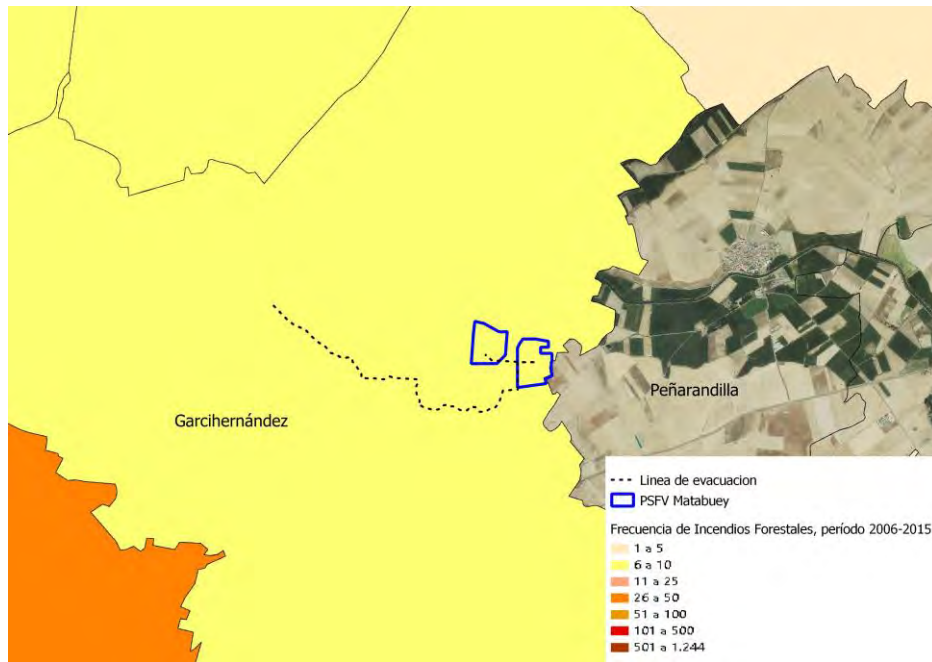 Garcihernández
Peñarandilla
Linea de evacuacion
PSFV Matabuey
Frecuencia de Incendios Forestales, período 2006-2015
1 a 5
6 a 10
11 a 25
26 a 50
51 a 100
101 a 500
501 a 1.244